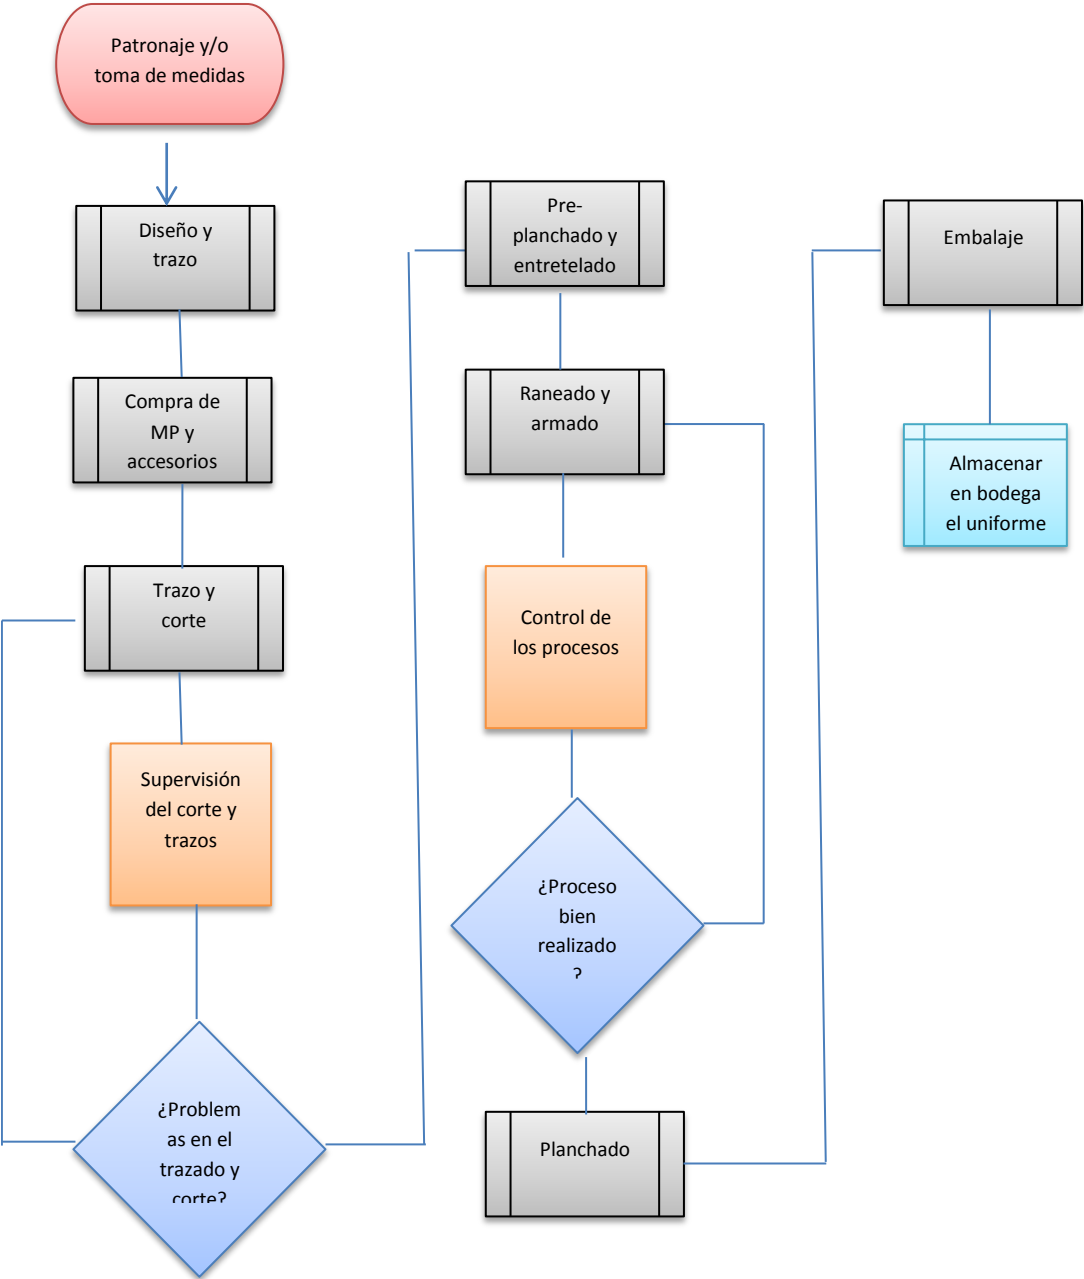 Patronaje y/o
toma de medidas
Diseño y
trazo
Compra de
MP y
accesorios
Trazo y
corte
Supervisión
del corte y
trazos
¿Problem
as en el
trazado y
corte?
Pre-
planchado y
entretelado
Raneado y
armado
Control de
los procesos
¿Proceso
bien
realizado
?
Planchado
Embalaje
Almacenar
en bodega
el uniforme